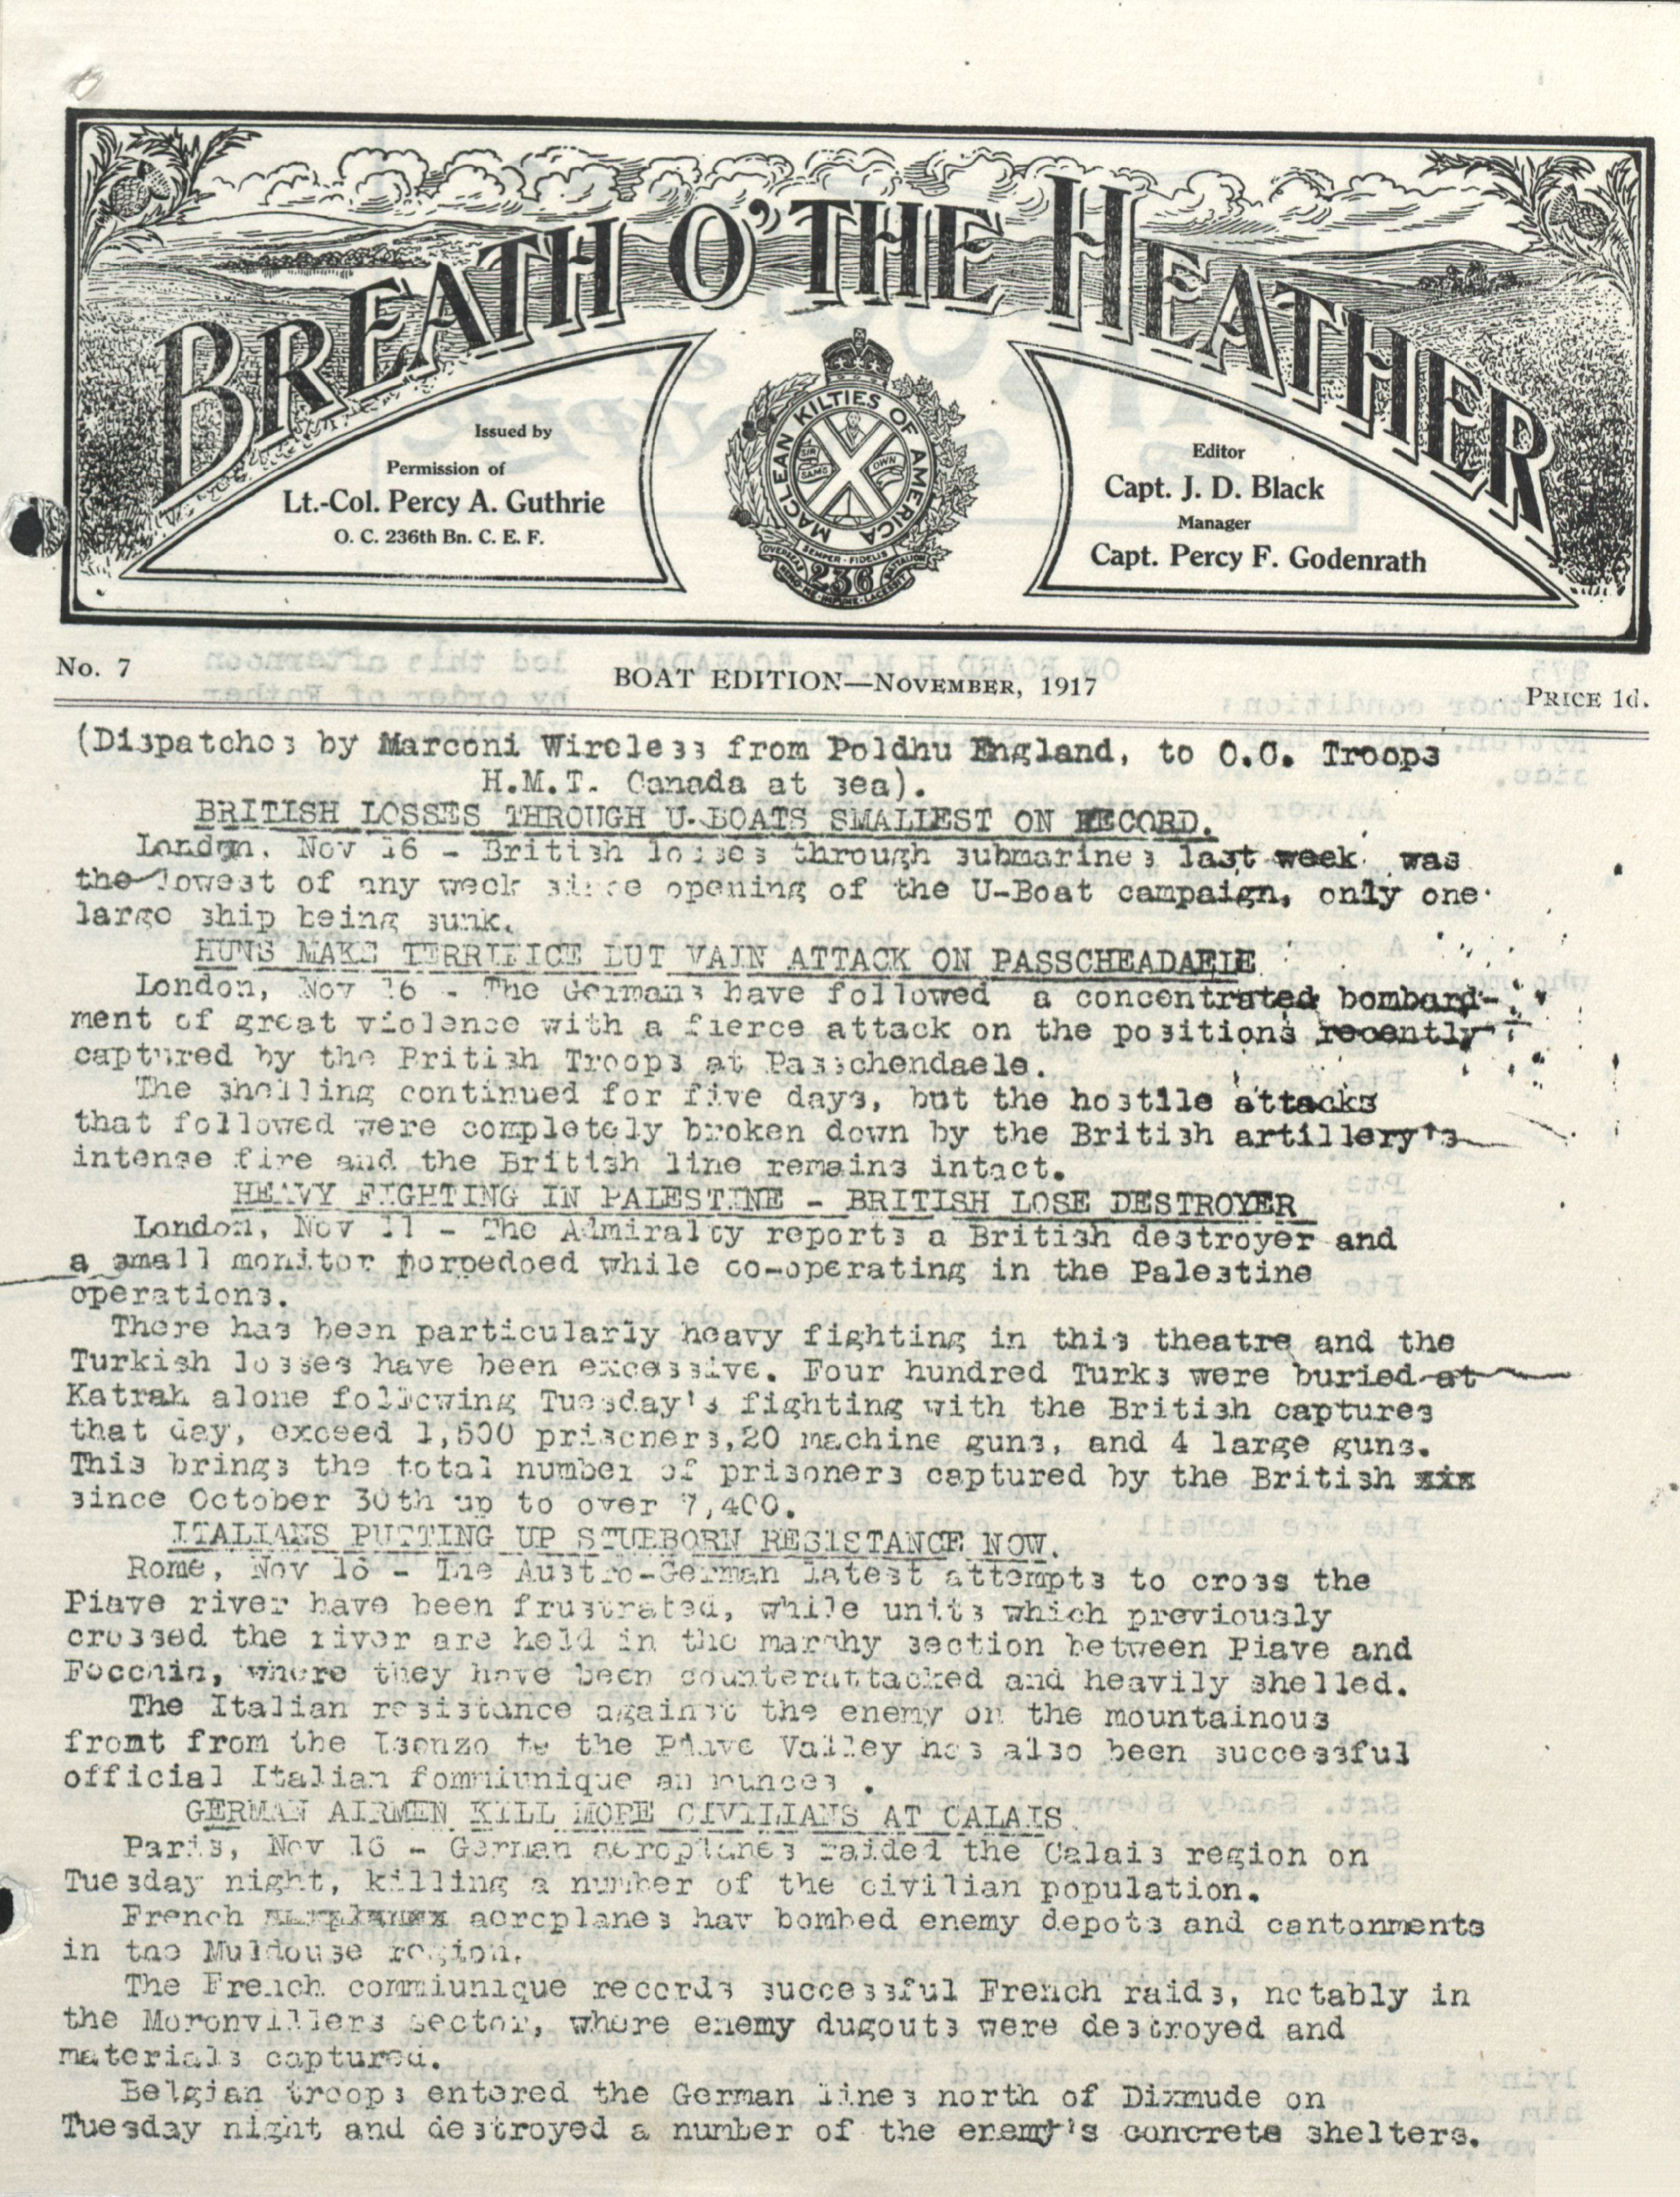 BREATH O' THE HEATHER
Issued by
Permission of
Lt.-Col. Percy A. Guthrie
O. C. 236th Bn. C. E. F.
MACLEAN KILTIES OF AMERICA
SIR SAM'S OWN
SEMPER · FIDELIS
OVERSEAS BATTALION
236
NEMO ME IMPUNE LACESSIT
Editor
Capt. J. D. Black
Manager
Capt. Percy F. Godenrath
No. 7
BOAT EDITION—NOVEMBER, 1917
PRICE 1d.
(Dispatches by Marconi Wireless from Poldhu England, to O.C. Troops
H.M.T. Canada at sea).
BRITISH LOSSES THROUGH U-BOATS SMALLEST ON RECORD.
London, Nov 16 - British losses through submarines last week was
the lowest of any week since opening of the U-Boat campaign, only one
large ship being sunk.
HUNS MAKE TERRIFICE BUT VAIN ATTACK ON PASSCHEADAELE
London, Nov 16 - The Germans have followed a concentrated bombard-
ment of great violence with a fierce attack on the positions recently
captured by the British Troops at Passchendaele.
The shelling continued for five days, but the hostile attacks
that followed were completely broken down by the British artillery's
intense fire and the British line remains intact.
HEAVY FIGHTING IN PALESTINE - BRITISH LOSE DESTROYER
London, Nov 11 - The Admiralty reports a British destroyer and
a small monitor torpedoed while co-operating in the Palestine
operations.
There has been particularly heavy fighting in this theatre and the
Turkish losses have been excessive. Four hundred Turks were buried at
Katrah alone following Tuesday's fighting with the British captures
that day, exceed 1,500 prisoners,20 machine guns, and 4 large guns.
This brings the total number of prisoners captured by the British xix
since October 30th up to over 7,400.
ITALIANS PUTTING UP STUBBORN RESISTANCE NOW.
Rome, Nov 16 - The Austro-German latest attempts to cross the
Piave river have been frustrated, while units which previously
crossed the river are held in the marshy section between Piave and
where they have been counterattacked and heavily shelled.
The Italian resistance against the enemy on the mountainous
front from the Isonzo to the Piave Valley has also been successful
official Italian fommiunique announces .
GERMAN AIRMEN KILL MORE CIVILIANS AT CALAIS
Paris, Nov 16 - German aeroplanes raided the Calais region on
Tuesday night, killing a number of the civilian population.
French aeroplanes hav bombed enemy depots and cantonments
in the Muldouse region.
The French commiunique records successful French raids, notably in
the Moronvillers sector, where enemy dugouts were destroyed and
materials captured.
Belgian troops entered the German lines north of Dixmude on
Tuesday night and destroyed a number of the enemy's concrete shelters.